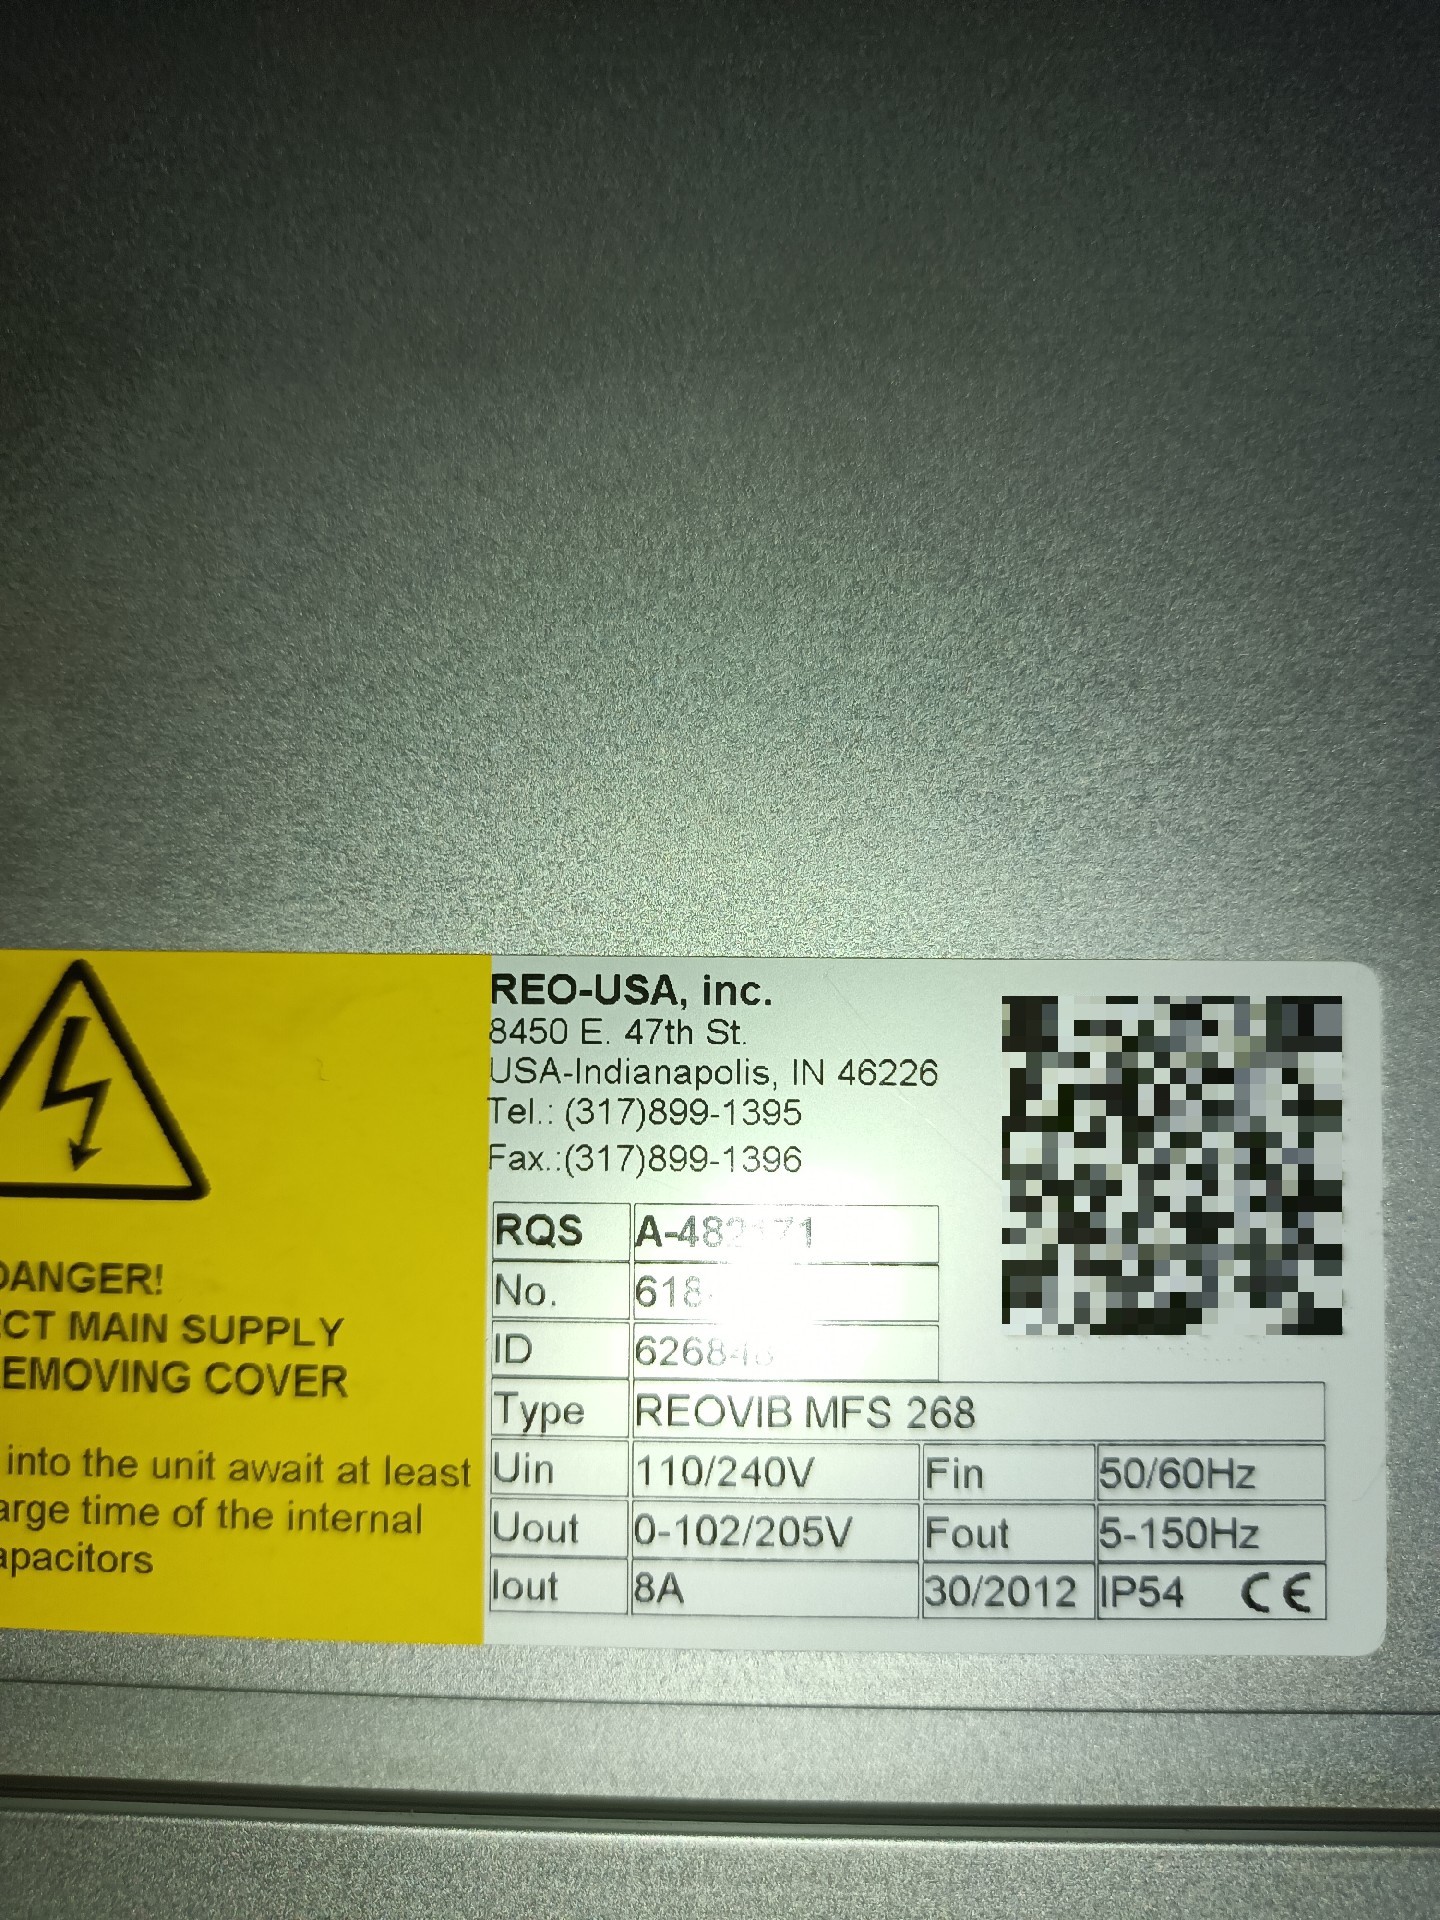 DANGER!
ECT MAIN SUPPLY
EMOVING COVER
into the unit await at least
arge time of the internal
apacitors
REO-USA, inc.
8450 E. 47th St.
USA-Indianapolis, IN 46226
Tel.: (317)899-1395
Fax.:(317)899-1396
RQS
No.
ID
Type REOVIB MFS 268
Uin 110/240V Fin 50/60Hz
Uout 0-102/205V Fout 5-150Hz
Iout 8A 30/2012 IP54 CE